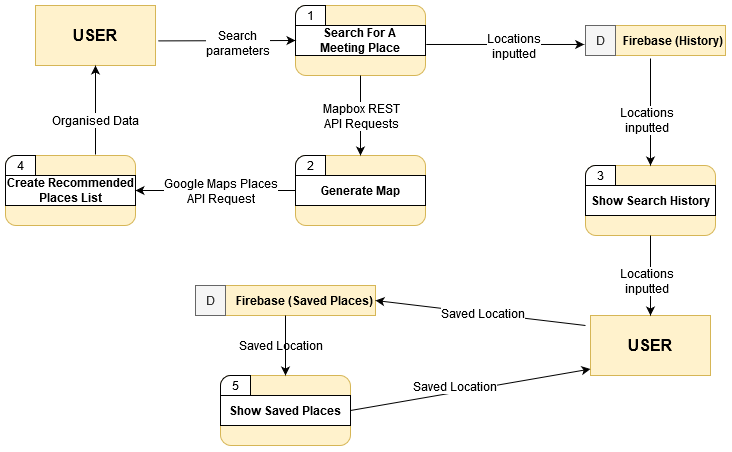 USER
Search
parameters
1
Search For A
Meeting Place
Locations
inputted
D
Firebase (History)
Mapbox REST
API Requests
Locations
inputted
Organised Data
4
Create Recommended
Places List
Google Maps Places
API Request
2
Generate Map
3
Show Search History
Locations
inputted
D
Firebase (Saved Places)
Saved Location
USER
Saved Location
5
Show Saved Places
Saved Location